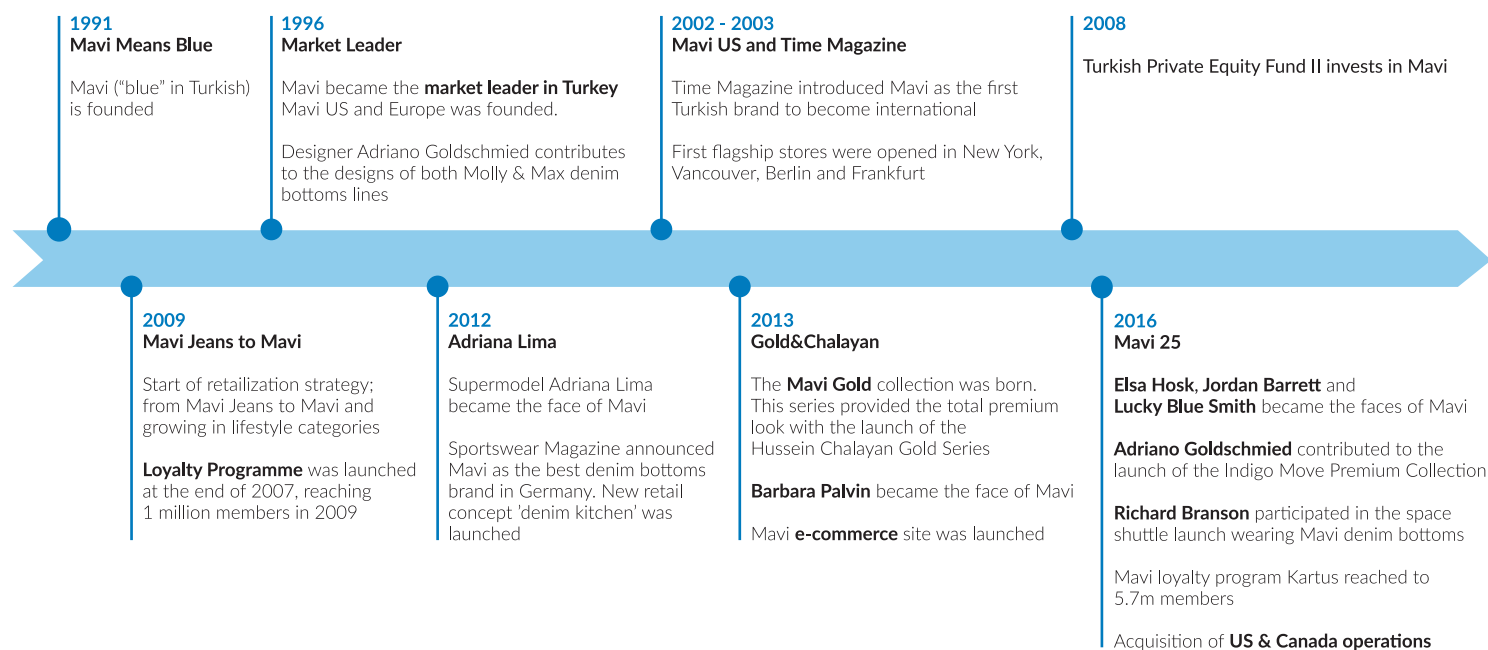 1991
Mavi Means Blue
Mavi (“blue” in Turkish)
is founded
1996
Market Leader
Mavi became the market leader in Turkey
Mavi US and Europe was founded.
Designer Adriano Goldschmied contributes
to the designs of both Molly & Max denim
bottoms lines
2002 - 2003
Mavi US and Time Magazine
Time Magazine introduced Mavi as the first
Turkish brand to become international
First flagship stores were opened in New York,
Vancouver, Berlin and Frankfurt
2008
Turkish Private Equity Fund II invests in Mavi
2009
Mavi Jeans to Mavi
Start of retailization strategy;
from Mavi Jeans to Mavi and
growing in lifestyle categories
Loyalty Programme was launched
at the end of 2007, reaching
1 million members in 2009
2012
Adriana Lima
Supermodel Adriana Lima
became the face of Mavi
Sportswear Magazine announced
Mavi as the best denim bottoms
brand in Germany. New retail
concept 'denim kitchen' was
launched
2013
Gold&Chalayan
The Mavi Gold collection was born.
This series provided the total premium
look with the launch of the
Hussein Chalayan Gold Series
Barbara Palvin became the face of Mavi
Mavi e-commerce site was launched
2016
Mavi 25
Elsa Hosk, Jordan Barrett and
Lucky Blue Smith became the faces of Mavi
Adriano Goldschmied contributed to the
launch of the Indigo Move Premium Collection
Richard Branson participated in the space
shuttle launch wearing Mavi denim bottoms
Mavi loyalty program Kartus reached to
5.7m members
Acquisition of US & Canada operations